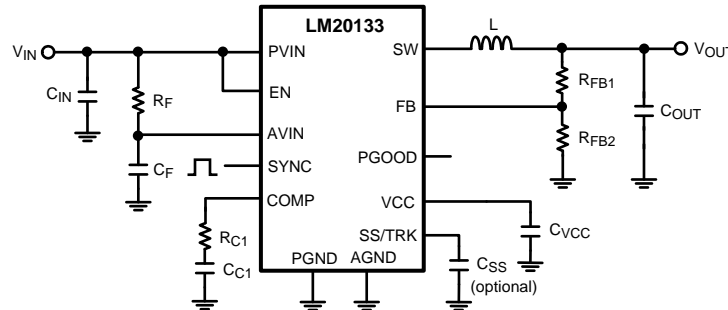 LM20133
V_IN
PVIN
SW
L
V_OUT
C_IN
R_F
EN
FB
R_FB1
C_OUT
AVIN
R_FB2
C_F
SYNC
PGOOD
COMP
VCC
R_C1
SS/TRK
C_VCC
C_C1
PGND
AGND
C_SS
(optional)